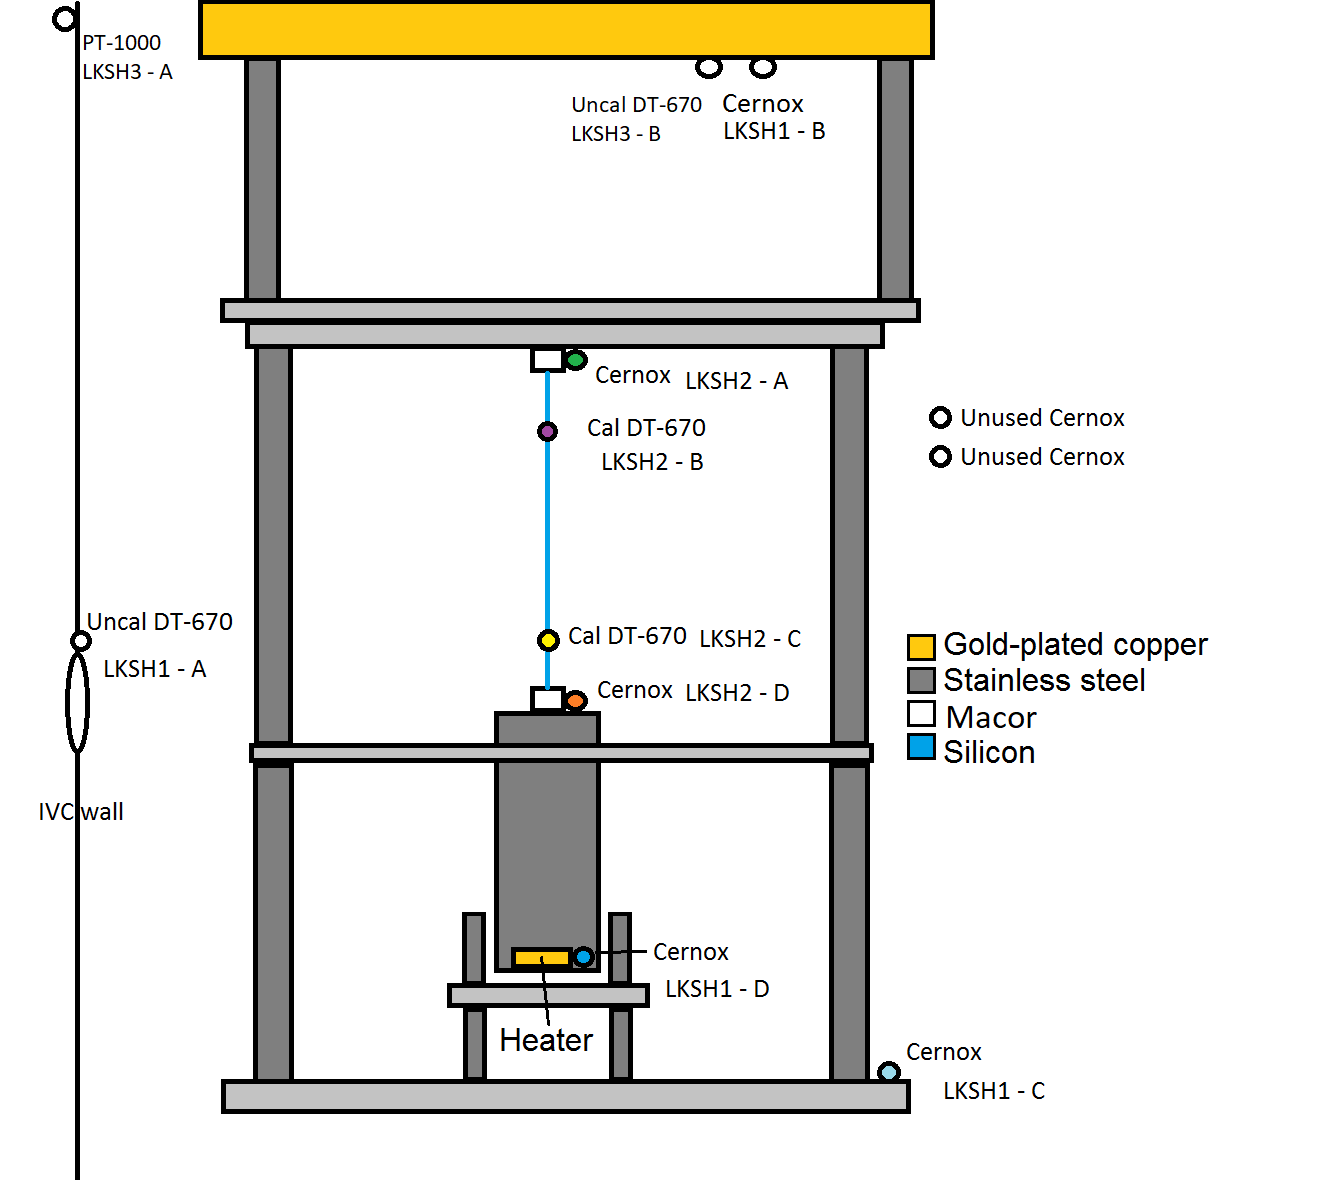 PT-1000
LKSH3 - A
Uncal DT-670
LKSH3 - B
Cernox
LKSH1 - B
Cernox LKSH2 - A
Cal DT-670
LKSH2 - B
Unused Cernox
Unused Cernox
Uncal DT-670
LKSH1 - A
Cal DT-670 LKSH2 - C
Cernox LKSH2 - D
Gold-plated copper
Stainless steel
Macor
Silicon
IVC wall
Cernox
LKSH1 - D
Heater
Cernox
LKSH1 - C